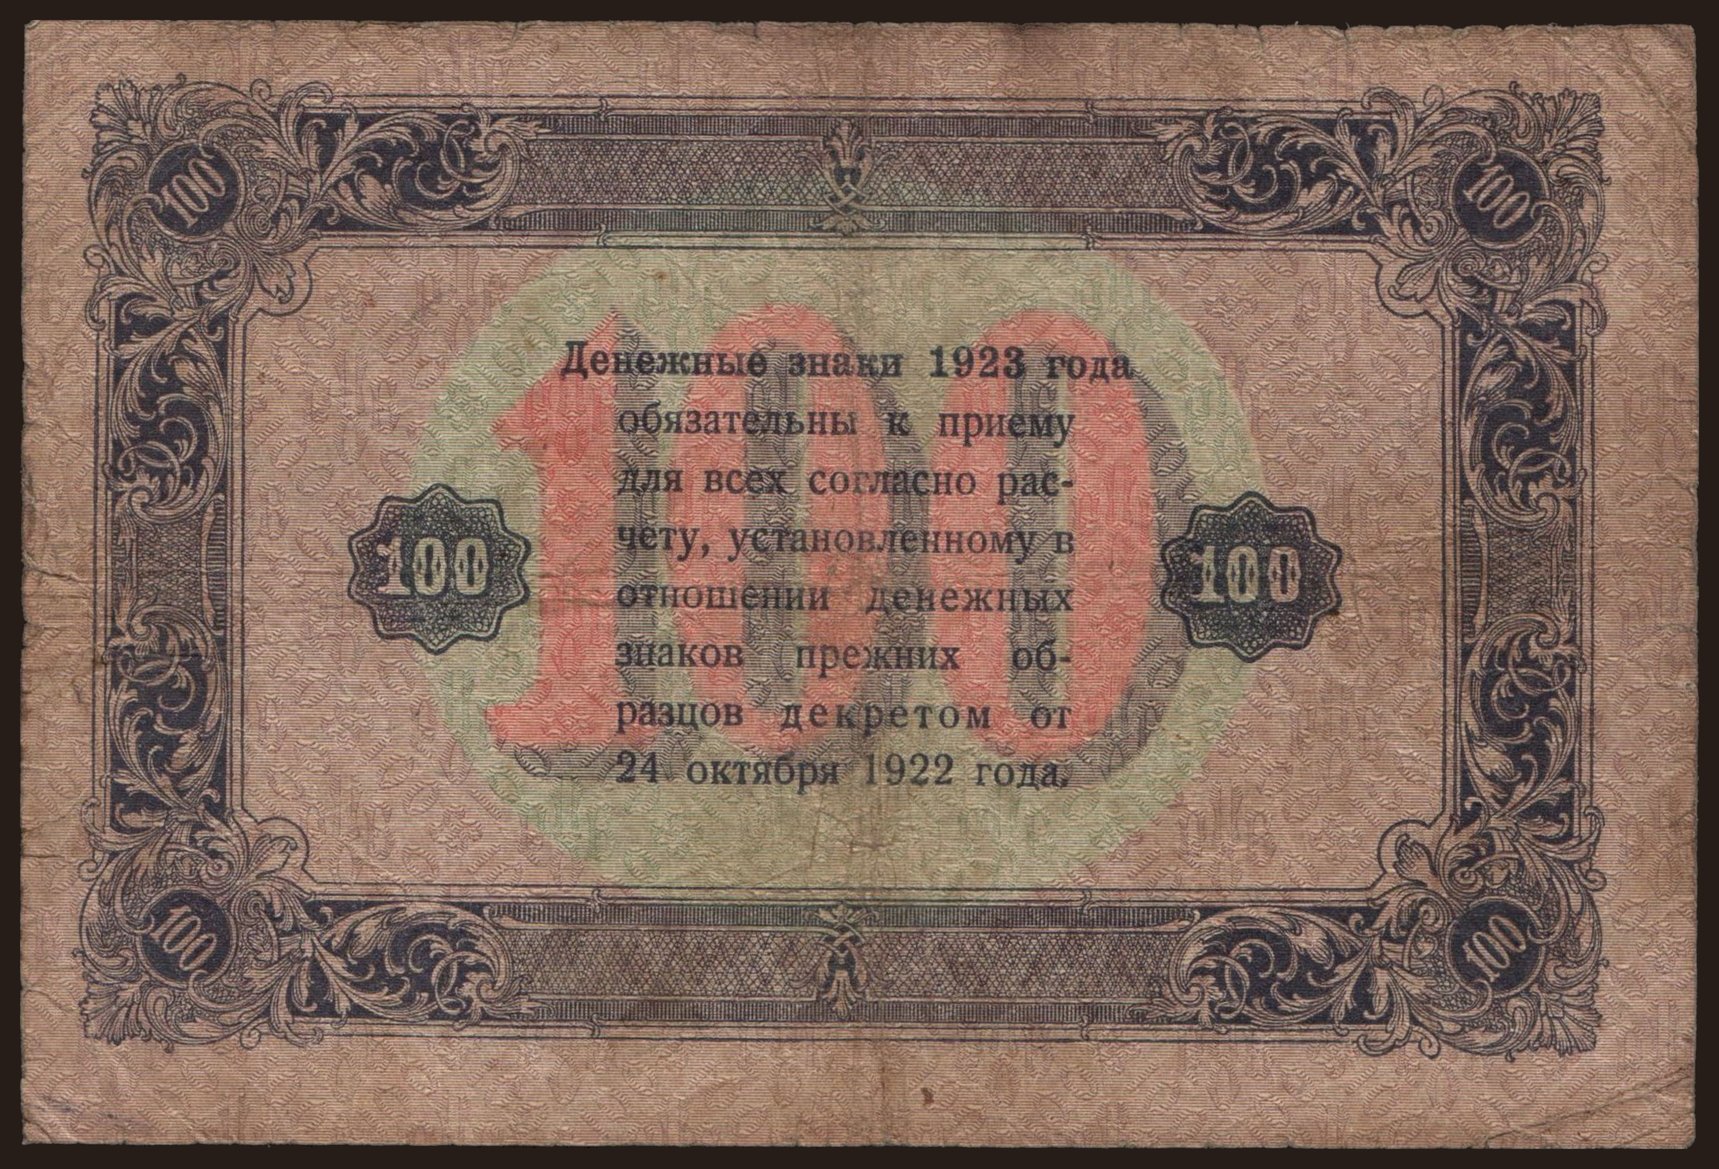 100 100
Денежные знаки 1923 года
обязательны к приему
для всех согласно рас-
чету, установленному в
100 100 100
отношении денежных
знаков прежних об-
разцов декретом от
24 октября 1922 года.
100 100